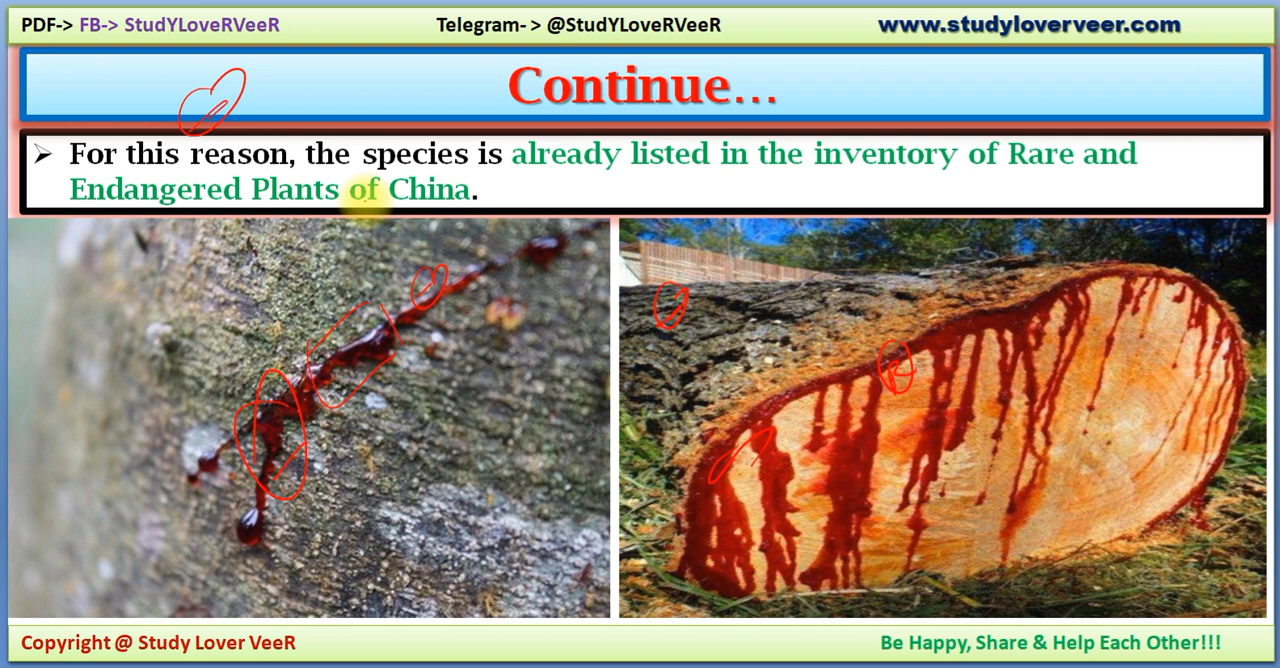 PDF-> FB-> StudYLoveRVeeR Telegram- > @StudYLoveRVeeR www.studyloverveer.com
Continue...
➢ For this reason, the species is already listed in the inventory of Rare and
Endangered Plants of China.
Copyright @ Study Lover VeeR Be Happy, Share & Help Each Other!!!